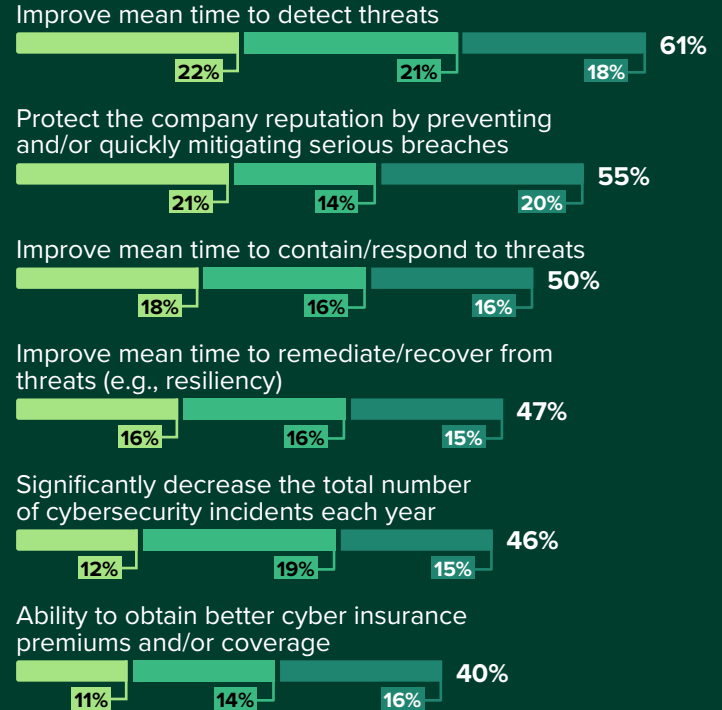 Improve mean time to detect threats
61%
22% 21% 18%
Protect the company reputation by preventing
and/or quickly mitigating serious breaches
55%
21% 14% 20%
Improve mean time to contain/respond to threats
50%
18% 16% 16%
Improve mean time to remediate/recover from
threats (e.g., resiliency)
47%
16% 16% 15%
Significantly decrease the total number
of cybersecurity incidents each year
46%
12% 19% 15%
Ability to obtain better cyber insurance
premiums and/or coverage
40%
11% 14% 16%